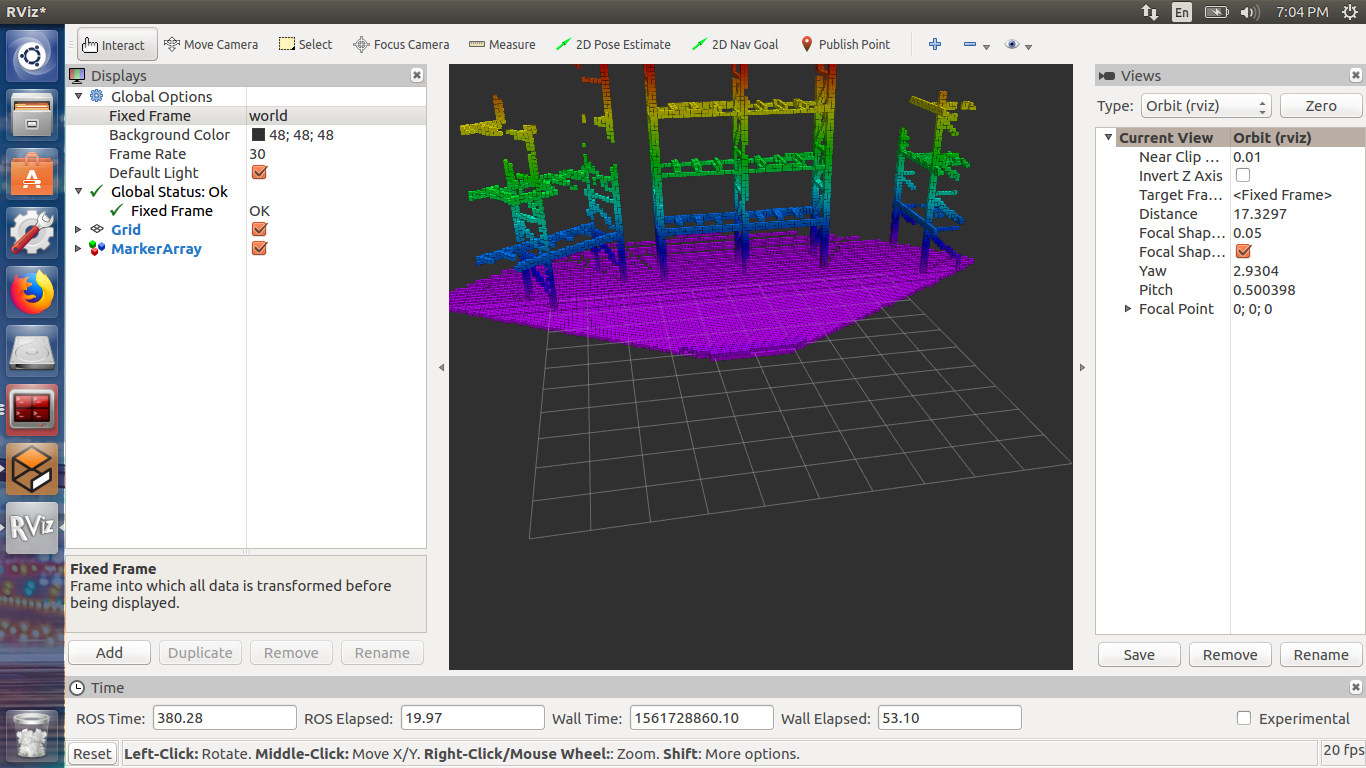 RViz*
En
7:04 PM
Interact
Move Camera
Select
Focus Camera
Measure
2D Pose Estimate
2D Nav Goal
Publish Point
Displays
Global Options
Fixed Frame world
Background Color 48; 48; 48
Frame Rate 30
Default Light
Global Status: Ok
Fixed Frame OK
Grid
MarkerArray
Fixed Frame
Frame into which all data is transformed before
being displayed.
Add
Duplicate
Remove
Rename
Views
Type: Orbit (rviz) Zero
Current View Orbit (rviz)
Near Clip ... 0.01
Invert Z Axis
Target Fra... <Fixed Frame>
Distance 17.3297
Focal Shap... 0.05
Focal Shap...
Yaw 2.9304
Pitch 0.500398
Focal Point 0; 0; 0
Save
Remove
Rename
RViz
Time
ROS Time: 380.28 ROS Elapsed: 19.97 Wall Time: 1561728860.10 Wall Elapsed: 53.10 Experimental
Reset Left-Click: Rotate. Middle-Click: Move X/Y. Right-Click/Mouse Wheel:: Zoom. Shift: More options. 20 fps